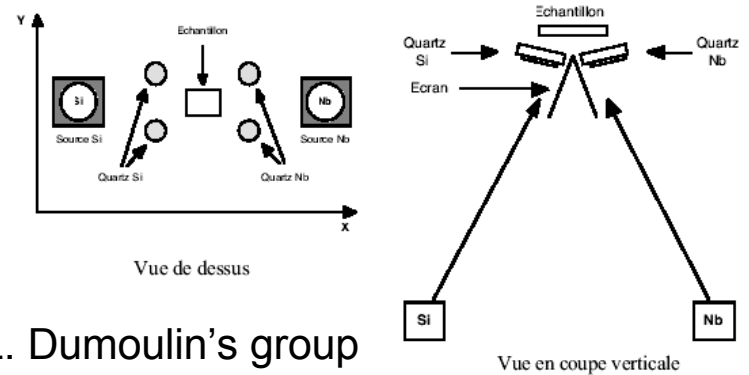 Y
Echantillon
Si
Nb
Source Si
Source Nb
Quartz Si
Quartz Nb
X
Vue de dessus
Dumoulin's group
Echantillon
Quartz
Si
Quartz
Nb
Ecran
Si
Nb
Vue en coupe verticale